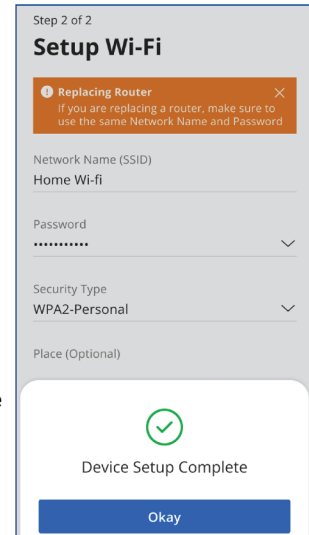 Step 2 of 2
Setup Wi-Fi
Replacing Router
If you are replacing a router, make sure to
use the same Network Name and Password
Network Name (SSID)
Home Wi-fi
Password
•••••••••••
Security Type
WPA2-Personal
Place (Optional)
e
Device Setup Complete
Okay